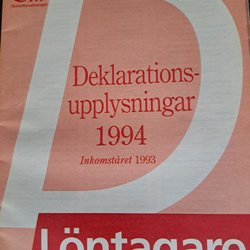 Deklarations-
upplysningar
1994
Inkomståret 1993
Löntagare